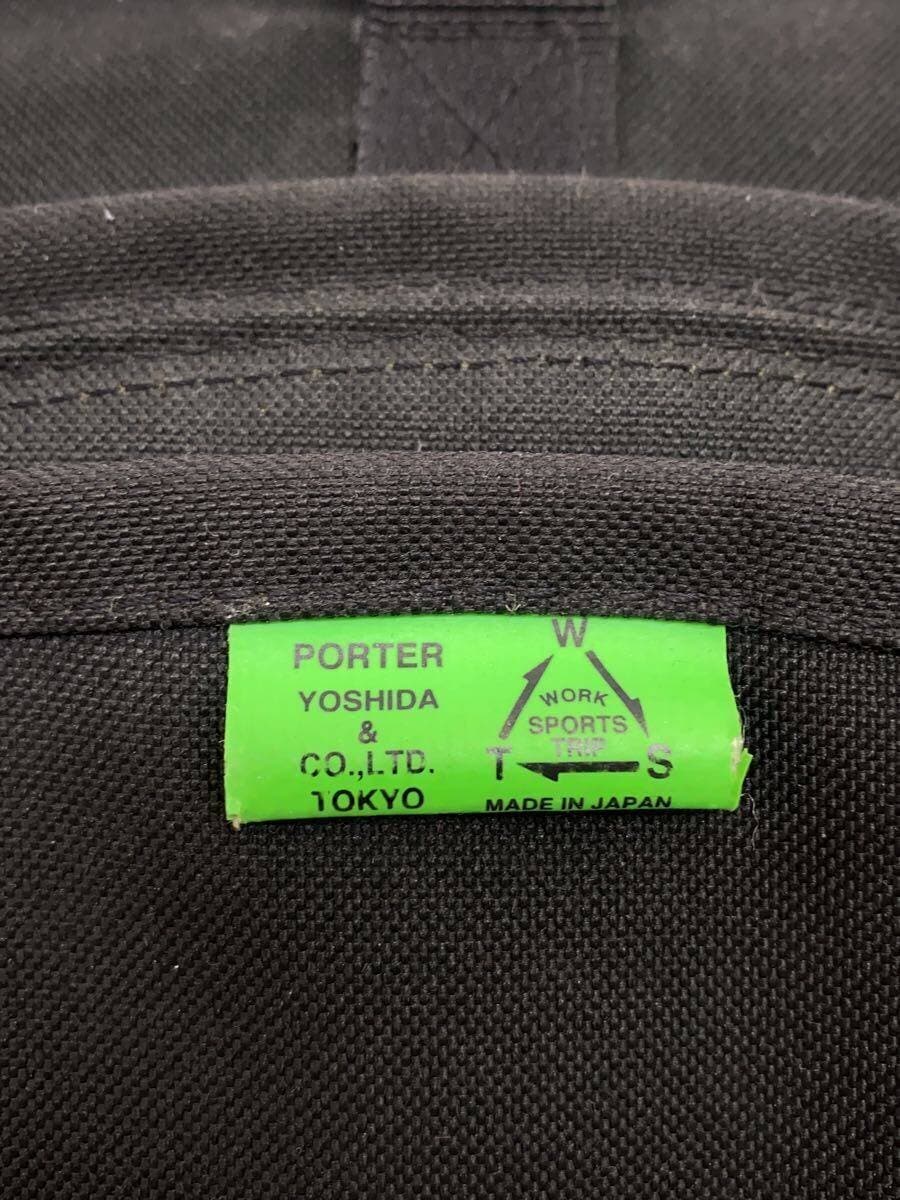 PORTER
YOSHIDA
&
CO.,LTD.
TOKYO
W
WORK
SPORTS
TRIP
T S
MADE IN JAPAN